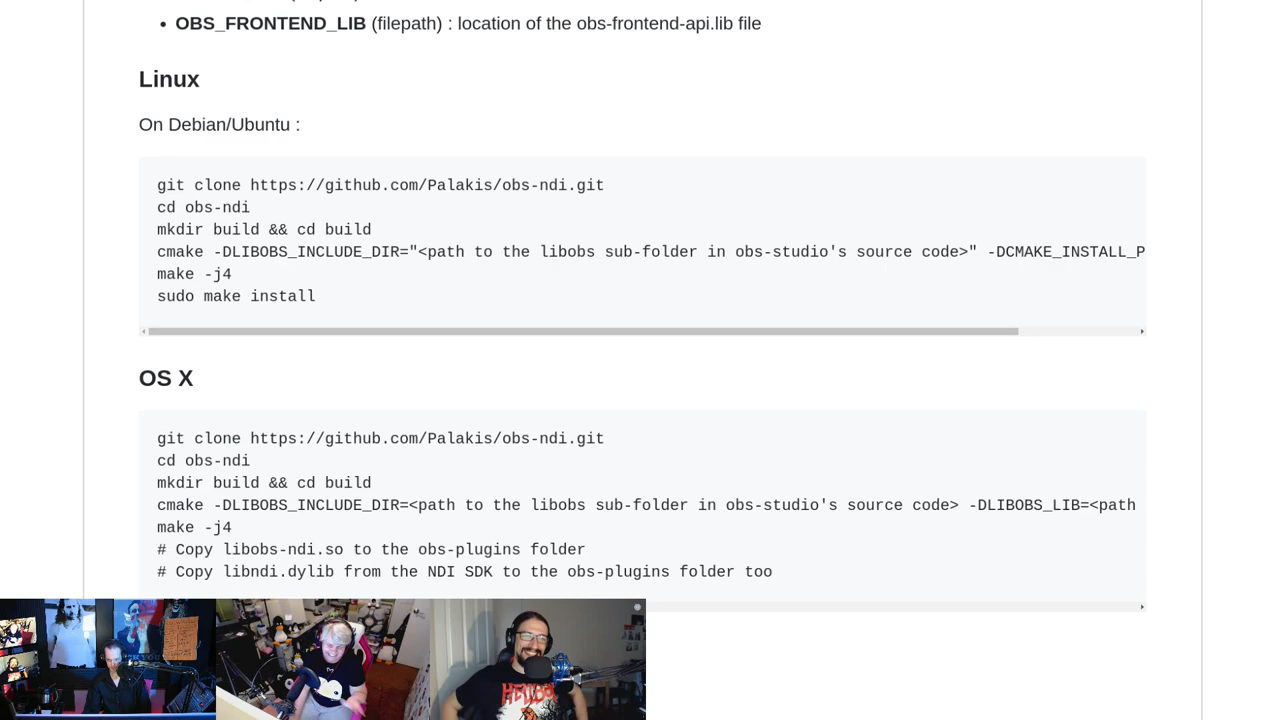 • OBS_FRONTEND_LIB (filepath) : location of the obs-frontend-api.lib file
Linux
On Debian/Ubuntu :
git clone https://github.com/Palakis/obs-ndi.git
cd obs-ndi
mkdir build && cd build
cmake -DLIBOBS_INCLUDE_DIR="<path to the libobs sub-folder in obs-studio's source code>" -DCMAKE_INSTALL_P
make -j4
sudo make install
OS X
git clone https://github.com/Palakis/obs-ndi.git
cd obs-ndi
mkdir build && cd build
cmake -DLIBOBS_INCLUDE_DIR=<path to the libobs sub-folder in obs-studio's source code> -DLIBOBS_LIB=<path
make -j4
# Copy libobs-ndi.so to the obs-plugins folder
# Copy libndi.dylib from the NDI SDK to the obs-plugins folder too